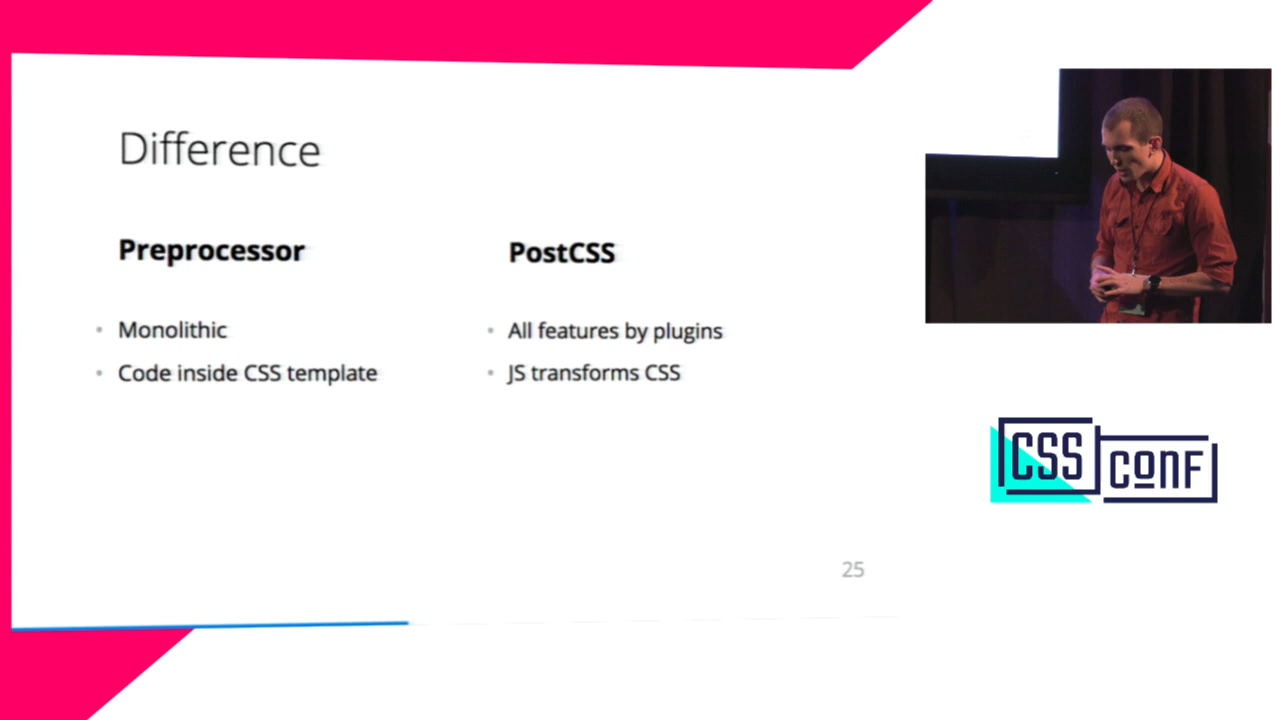 Difference
Preprocessor
Monolithic
Code inside CSS template
PostCSS
All features by plugins
JS transforms CSS
25
CSS
conf